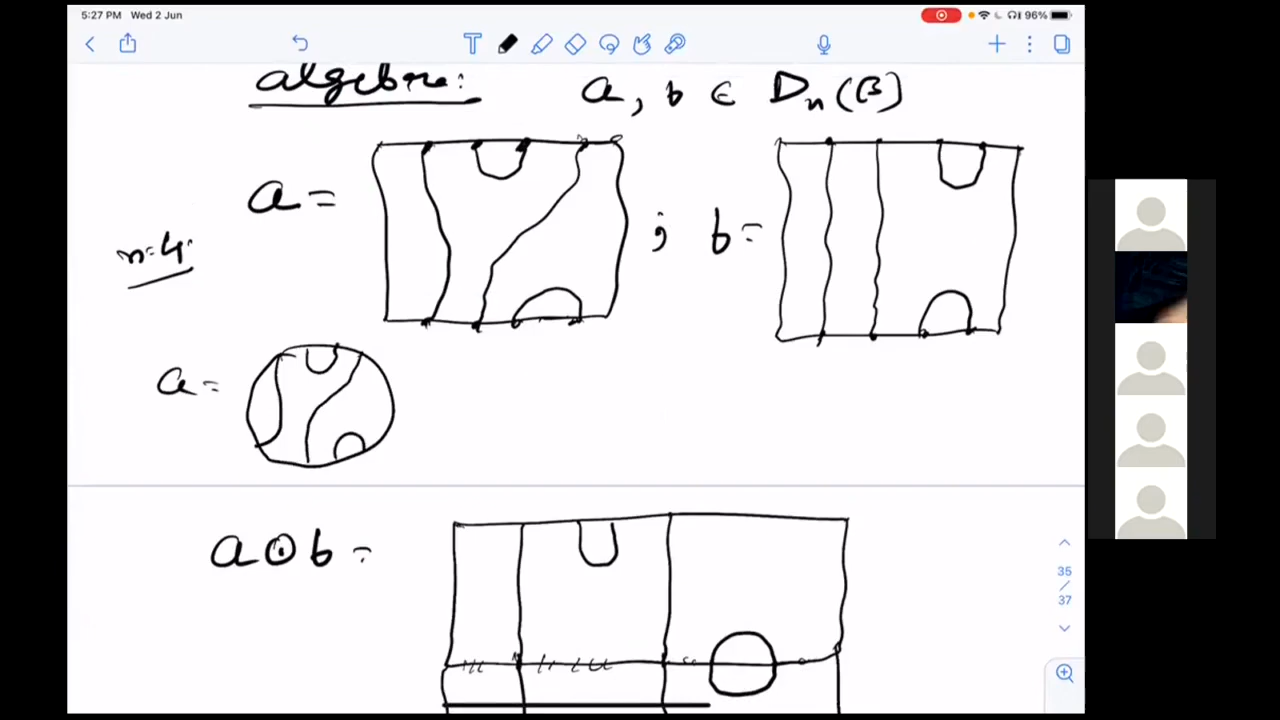 5:27 PM Wed 2 Jun
96%
T
algebra: a, b ∈ Dn(β)
a = ; b =
n=4
a =
a ⊙ b =
35
/
37